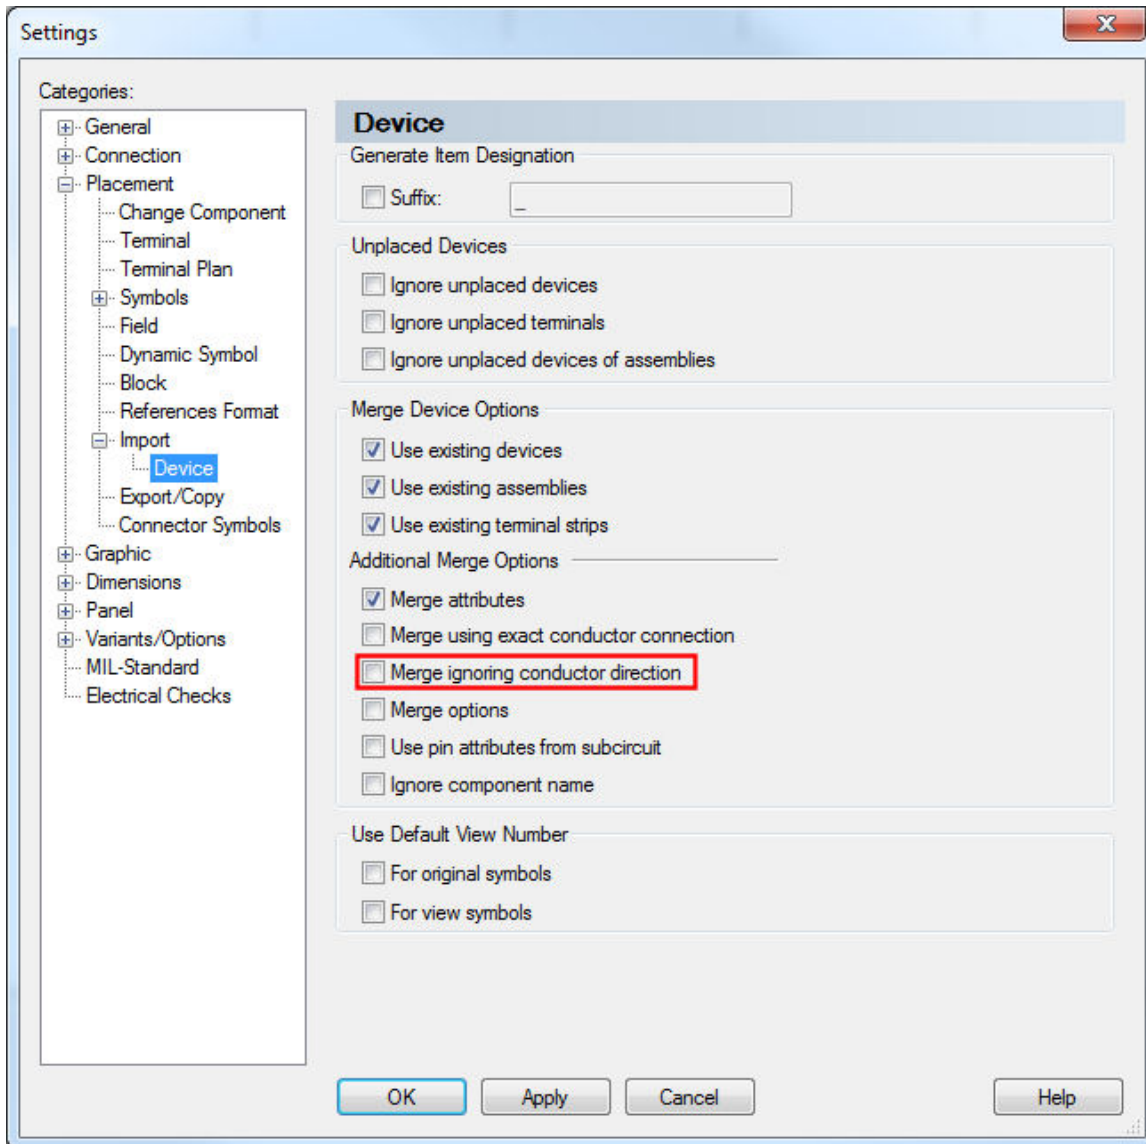 Settings
X
Categories:
General
Connection
Placement
Change Component
Terminal
Terminal Plan
Symbols
Field
Dynamic Symbol
Block
References Format
Import
Device
Export/Copy
Connector Symbols
Graphic
Dimensions
Panel
Variants/Options
MIL-Standard
Electrical Checks
Device
Generate Item Designation
Suffix: _
Unplaced Devices
Ignore unplaced devices
Ignore unplaced terminals
Ignore unplaced devices of assemblies
Merge Device Options
Use existing devices
Use existing assemblies
Use existing terminal strips
Additional Merge Options
Merge attributes
Merge using exact conductor connection
Merge ignoring conductor direction
Merge options
Use pin attributes from subcircuit
Ignore component name
Use Default View Number
For original symbols
For view symbols
OK Apply Cancel Help